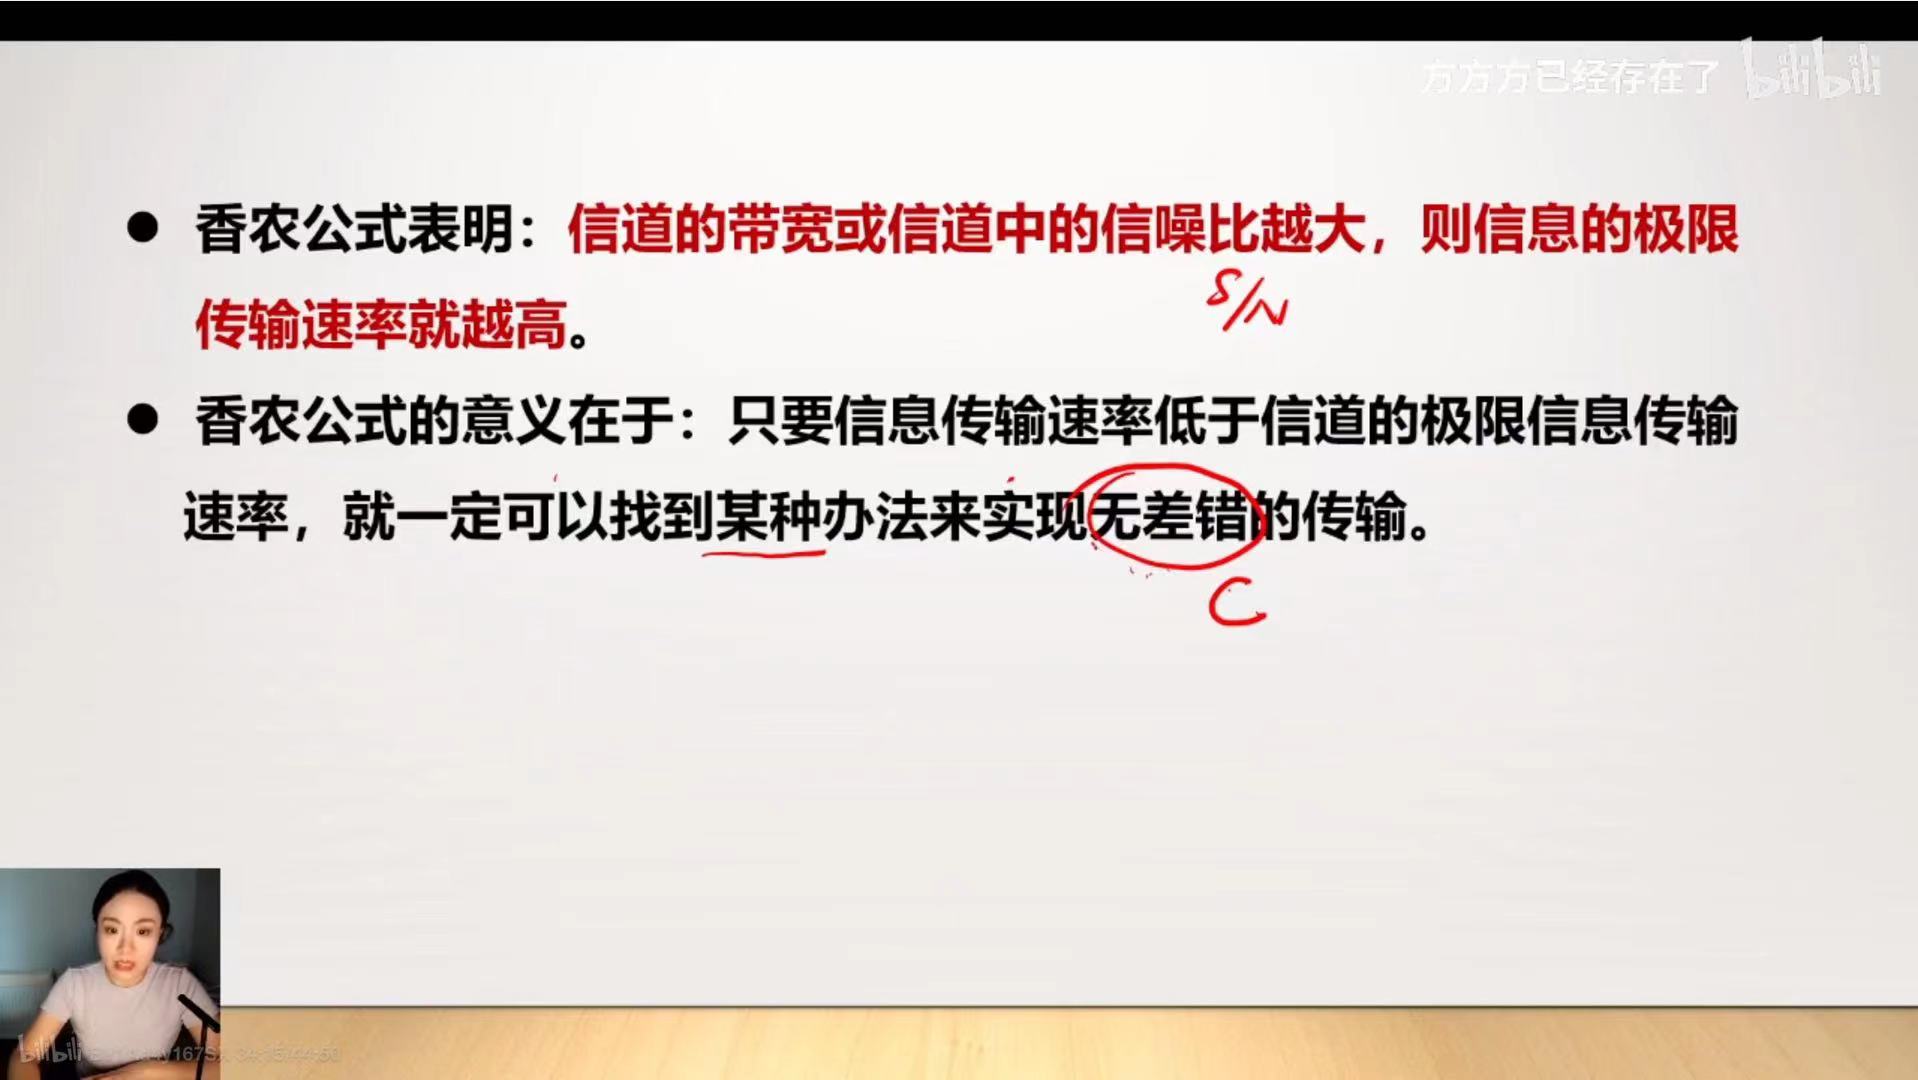 方方方已经存在了 bilibili
● 香农公式表明：信道的带宽或信道中的信噪比越大，则信息的极限
传输速率就越高。
S/N
● 香农公式的意义在于：只要信息传输速率低于信道的极限信息传输
速率，就一定可以找到某种办法来实现无差错的传输。
C
bilibili